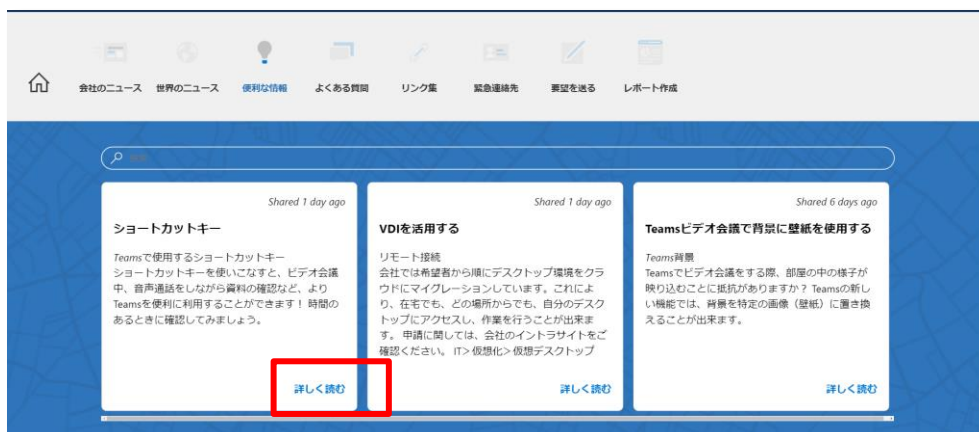 会社のニュース 世界のニュース 便利な情報 よくある質問 リンク集 緊急連絡先 要望を送る レポート作成
Shared 1 day ago
ショートカットキー
Teamsで使用するショートカットキー
ショートカットキーを使いこなすと、ビデオ会議
中、音声通話をしながら資料の確認など、より
Teamsを便利に利用することができます！時間の
あるときに確認してみましょう。
詳しく読む
Shared 1 day ago
VDIを活用する
リモート接続
会社では希望者から順にデスクトップ環境をクラ
ウドにマイグレーションしています。これによ
り、在宅でも、どの場所からでも、自分のデスク
トップにアクセスし、作業を行うことが出来ま
す。 申請に関しては、会社のイントラサイトをご
確認ください。 IT> 仮想化> 仮想デスクトップ
詳しく読む
Shared 6 days ago
Teamsビデオ会議で背景に壁紙を使用する
Teams背景
Teamsでビデオ会議をする際、部屋の中の様子が
映り込むことに抵抗がありますか？ Teamsの新し
い機能では、背景を特定の画像（壁紙）に置き換
えることが出来ます。
詳しく読む